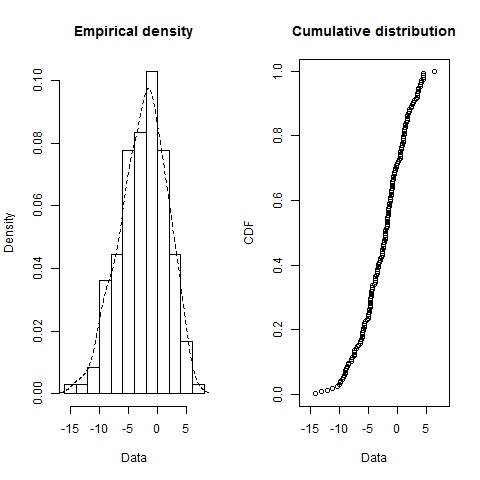 Empirical density
Density
0.00 0.02 0.04 0.06 0.08 0.10
-15 -10 -5 0 5
Data
Cumulative distribution
CDF
0.0 0.2 0.4 0.6 0.8 1.0
-15 -10 -5 0 5
Data